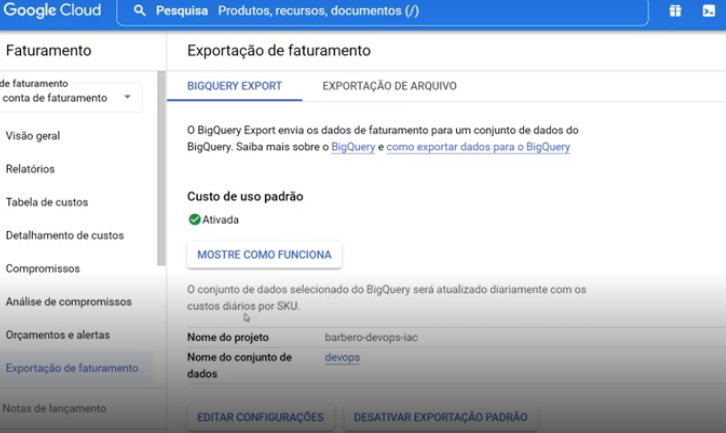 Google Cloud
Pesquisa Produtos, recursos, documentos (/)
Faturamento
de faturamento
conta de faturamento
Visão geral
Relatórios
Tabela de custos
Detalhamento de custos
Compromissos
Análise de compromissos
Orçamentos e alertas
Exportação de faturamento
Notas de lançamento
Exportação de faturamento
BIGQUERY EXPORT
EXPORTAÇÃO DE ARQUIVO
O BigQuery Export envia os dados de faturamento para um conjunto de dados do
BigQuery. Saiba mais sobre o BigQuery e como exportar dados para o BigQuery
Custo de uso padrão
Ativada
MOSTRE COMO FUNCIONA
O conjunto de dados selecionado do BigQuery será atualizado diariamente com os
custos diários por SKU.
Nome do projeto barbero-devops-iac
Nome do conjunto de devops
dados
EDITAR CONFIGURAÇÕES
DESATIVAR EXPORTAÇÃO PADRÃO